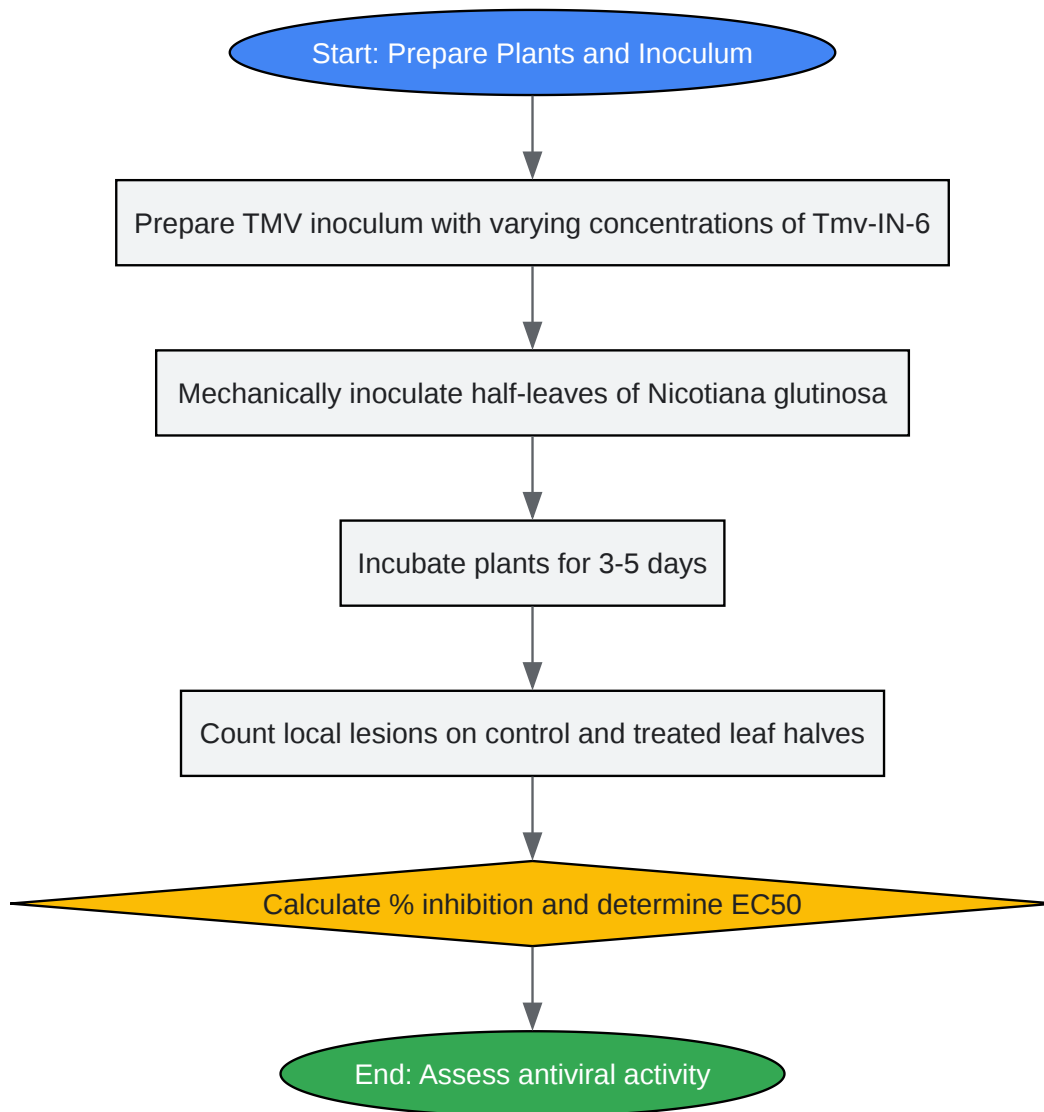 Start: Prepare Plants and Inoculum
Prepare TMV inoculum with varying concentrations of Tmv-IN-6
Mechanically inoculate half-leaves of Nicotiana glutinosa
Incubate plants for 3-5 days
Count local lesions on control and treated leaf halves
Calculate % inhibition and determine EC50
End: Assess antiviral activity